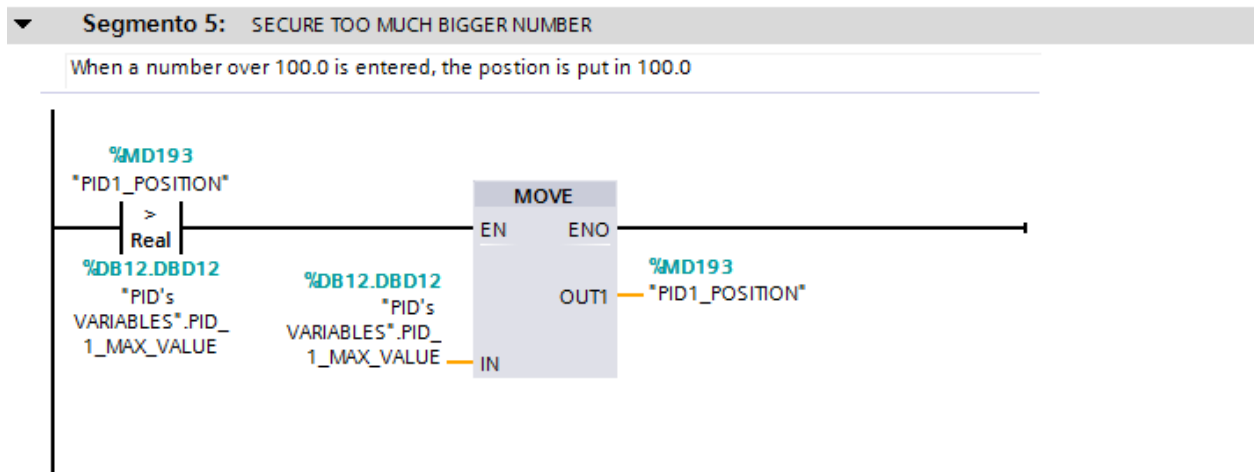 Segmento 5: SECURE TOO MUCH BIGGER NUMBER
When a number over 100.0 is entered, the postion is put in 100.0
%MD193
"PID1_POSITION"
>
Real
%DB12.DBD12
"PID's
VARIABLES".PID_
1_MAX_VALUE
MOVE
EN ENO
%DB12.DBD12
"PID's
VARIABLES".PID_
1_MAX_VALUE
IN
OUT1
%MD193
"PID1_POSITION"